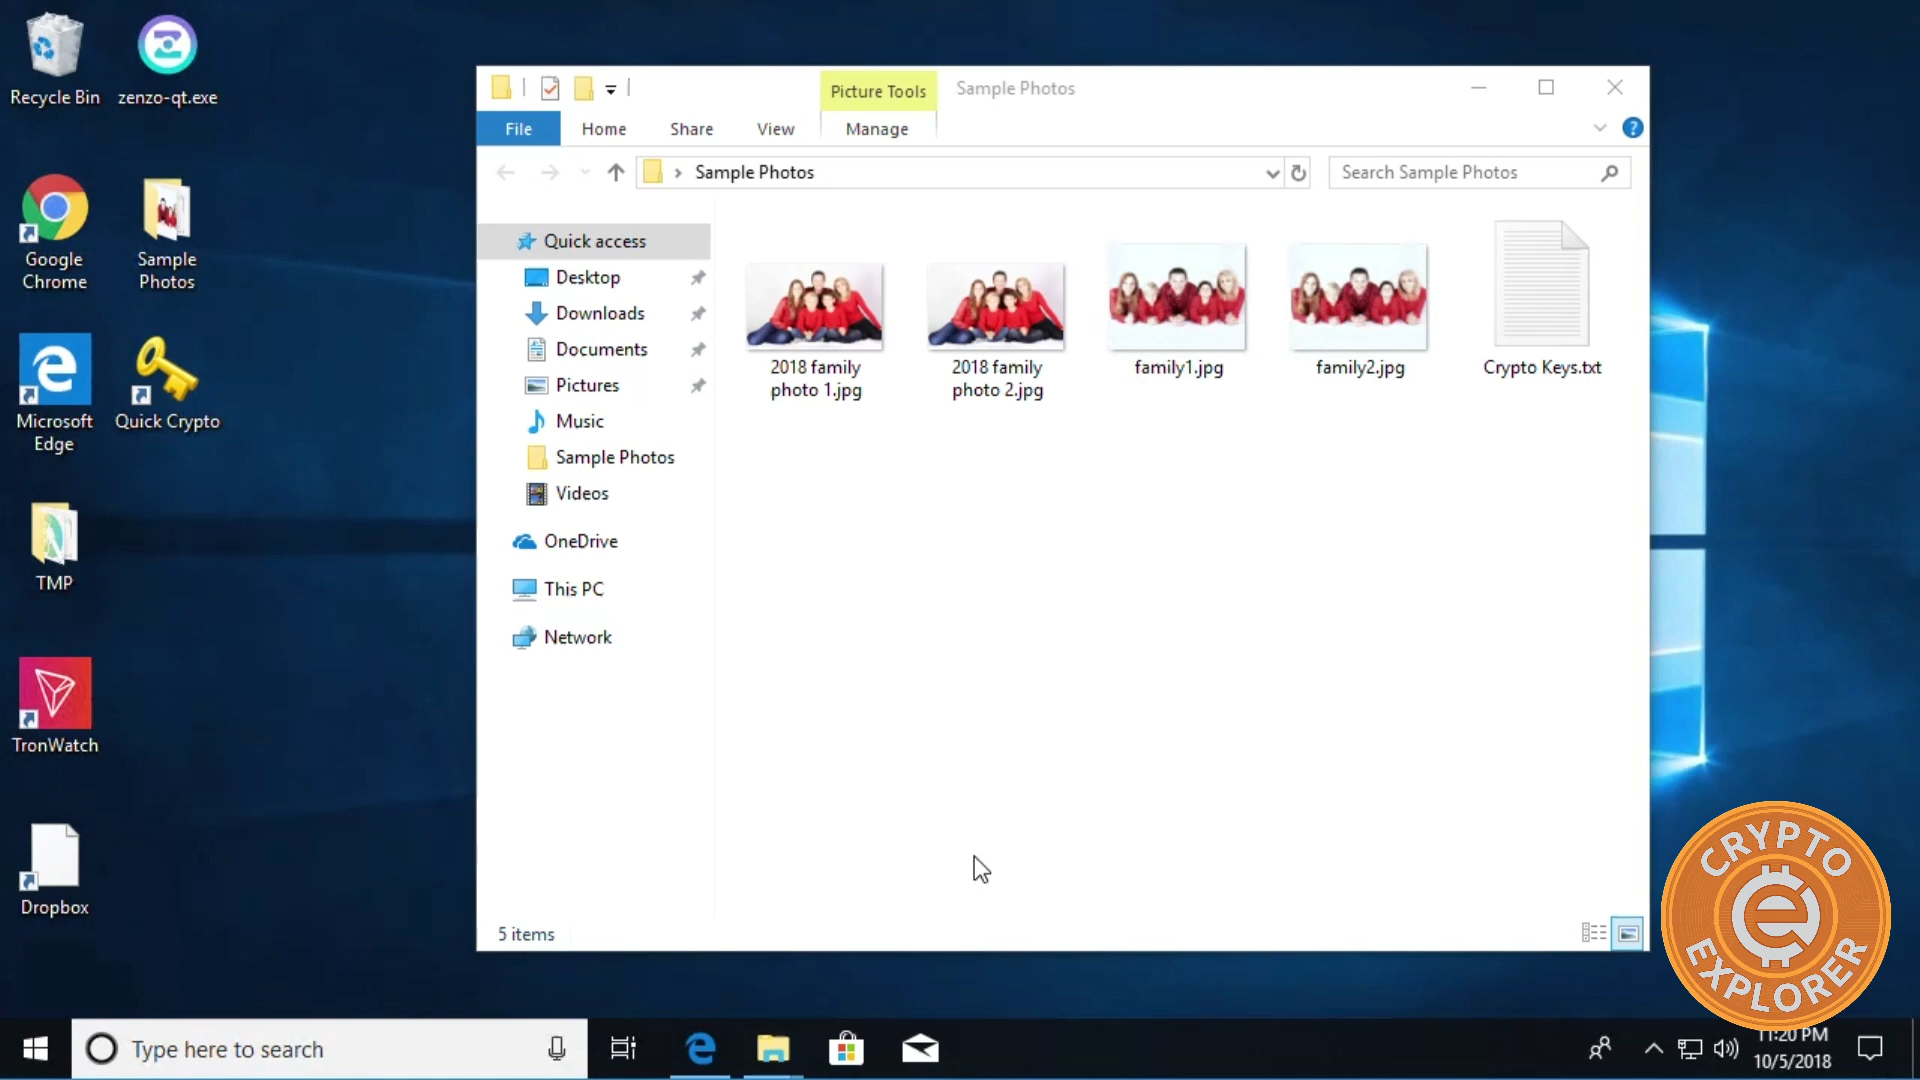 Recycle Bin
zenzo-qt.exe
Google
Chrome
Sample
Photos
Microsoft
Edge
Quick Crypto
TMP
TronWatch
Dropbox
Picture Tools
Sample Photos
File
Home
Share
View
Manage
?
Sample Photos
Search Sample Photos
Quick access
Desktop
Downloads
Documents
Pictures
Music
Sample Photos
Videos
OneDrive
This PC
Network
2018 family
photo 1.jpg
2018 family
photo 2.jpg
family1.jpg
family2.jpg
Crypto Keys.txt
5 items
CRYPTO
EXPLORER
Type here to search
11:20 PM
10/5/2018